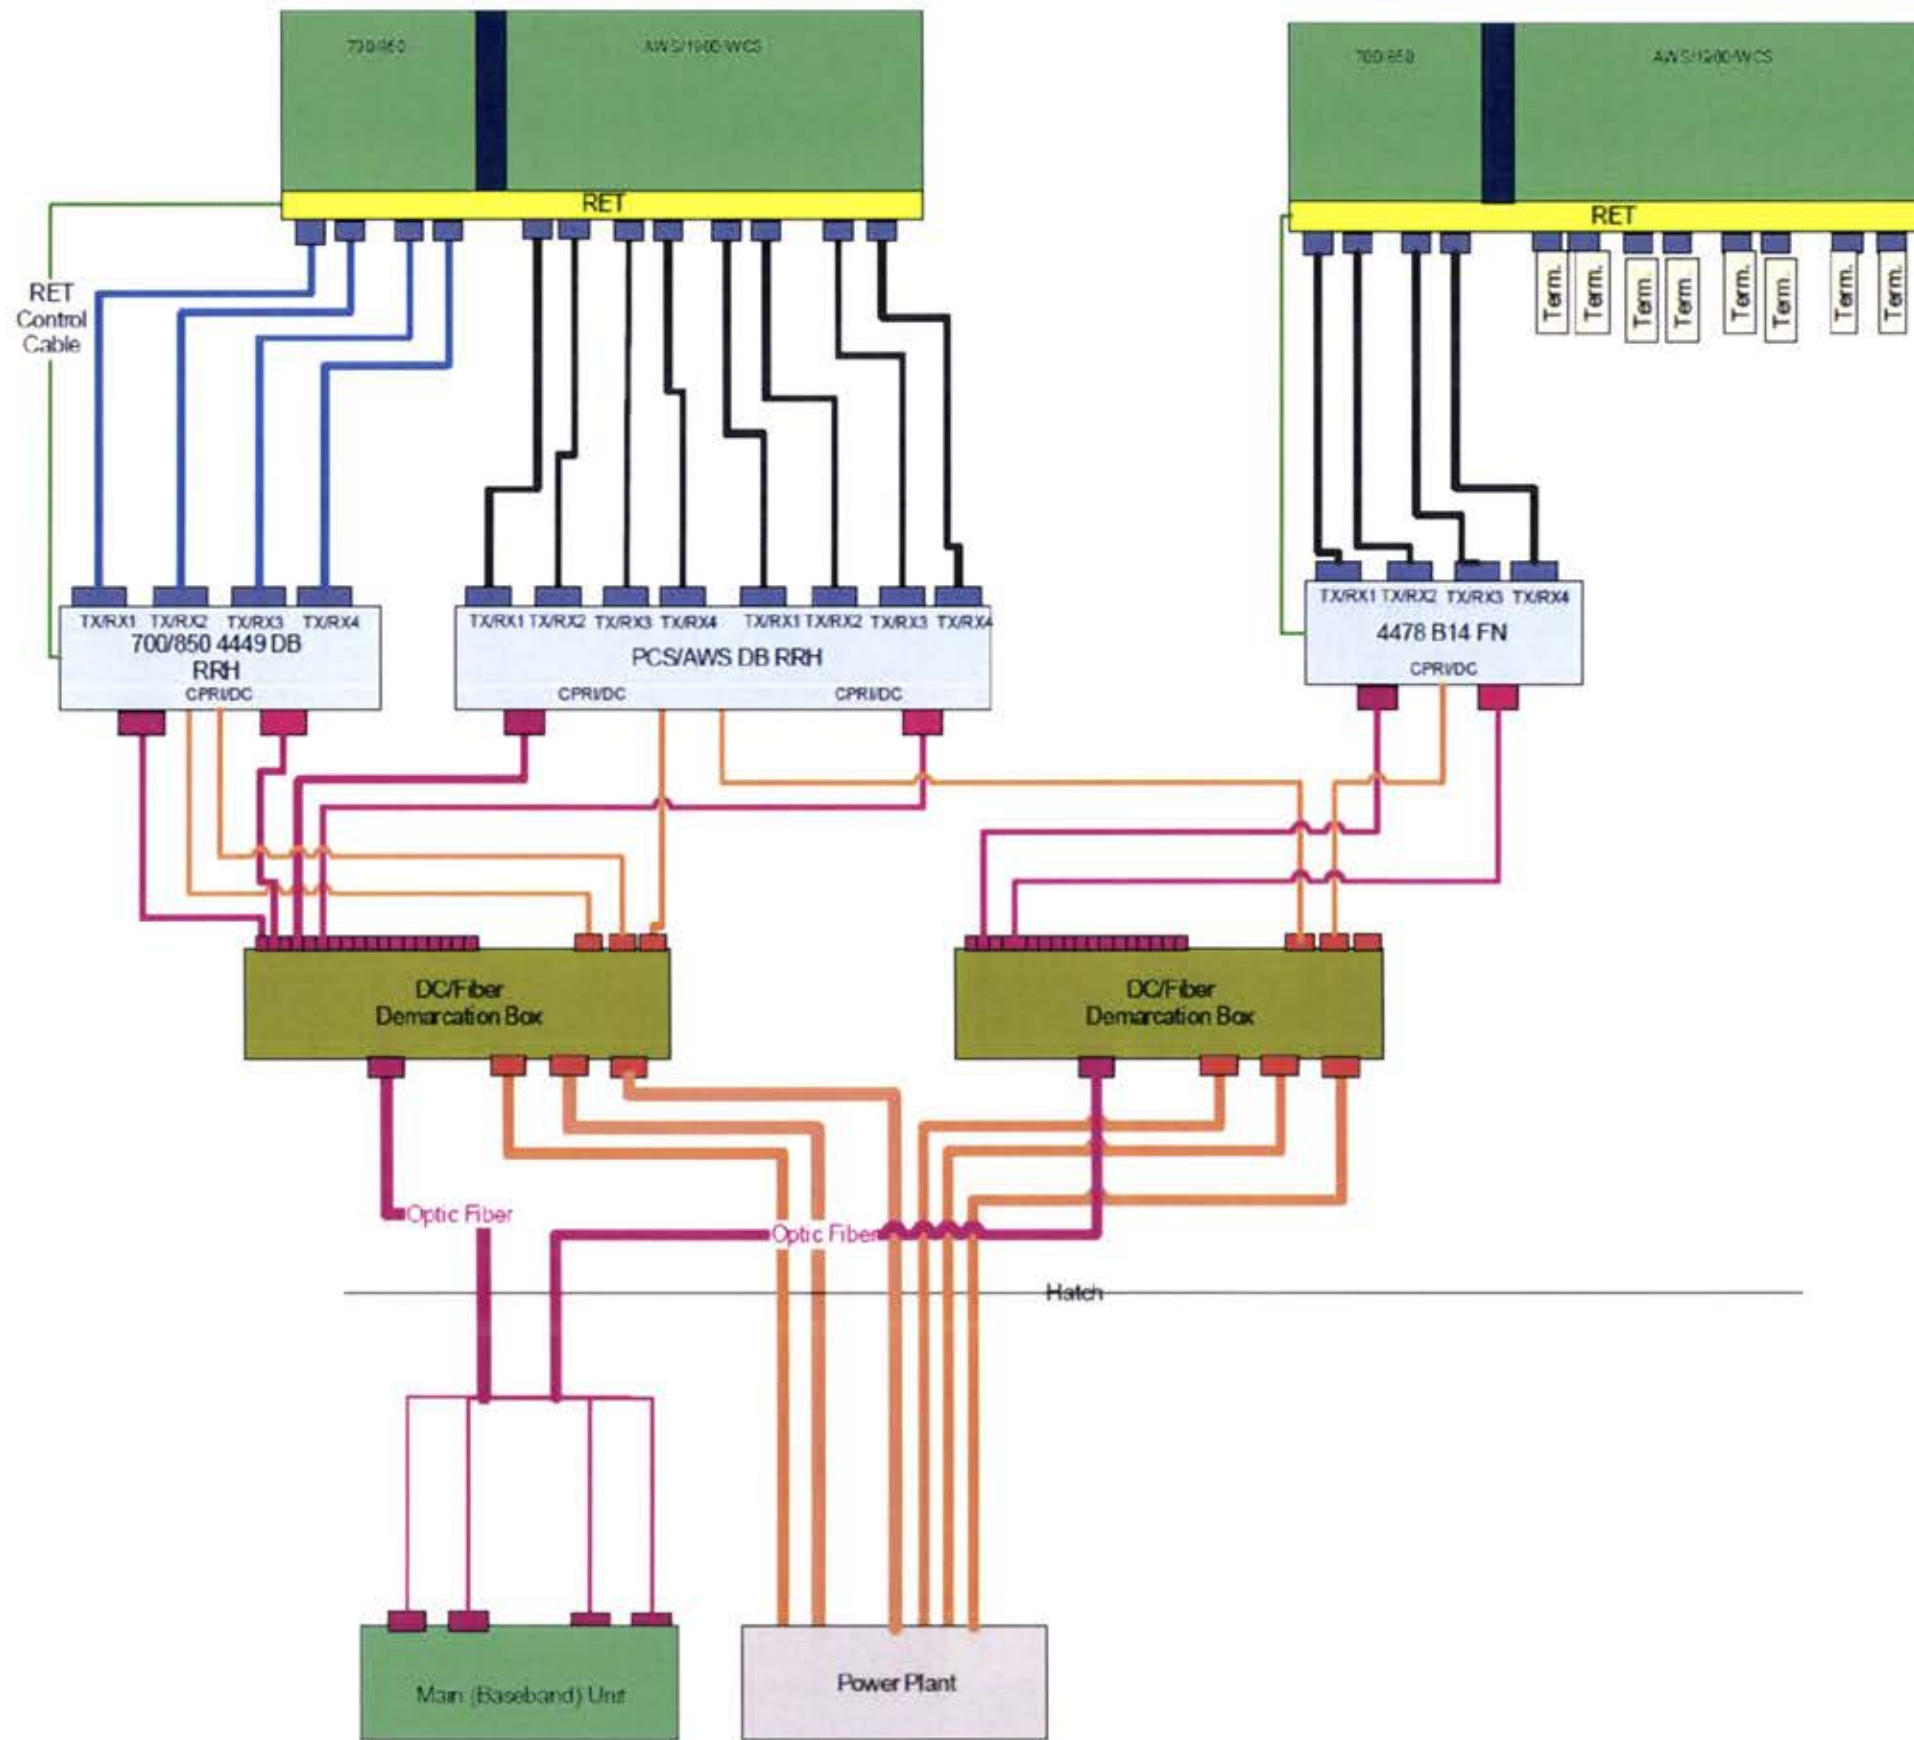 700/850
AWS/1900/WCS
700/850
AWS/1900/WCS
RET
RET
RET
Control
Cable
Term.
Term.
Term.
Term.
Term.
Term.
Term.
Term.
TX/RX1 TX/RX2 TX/RX3 TX/RX4
700/850 4449 DB
RRH
CPRI/DC
TX/RX1 TX/RX2 TX/RX3 TX/RX4 TX/RX1 TX/RX2 TX/RX3 TX/RX4
PCS/AWS DB RRH
CPRI/DC
CPRI/DC
TX/RX1 TX/RX2 TX/RX3 TX/RX4
4478 B14 FN
CPRI/DC
DC/Fiber
Demarcation Box
DC/Fiber
Demarcation Box
Optic Fiber
Optic Fiber
Hatch
Main (Baseband) Unit
Power Plant